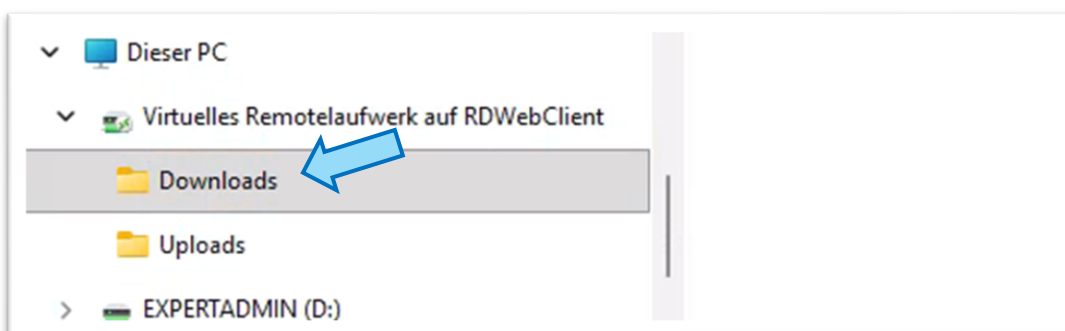 Dieser PC
Virtuelles Remotelaufwerk auf RDWebClient
Downloads
Uploads
EXPERTADMIN (D:)